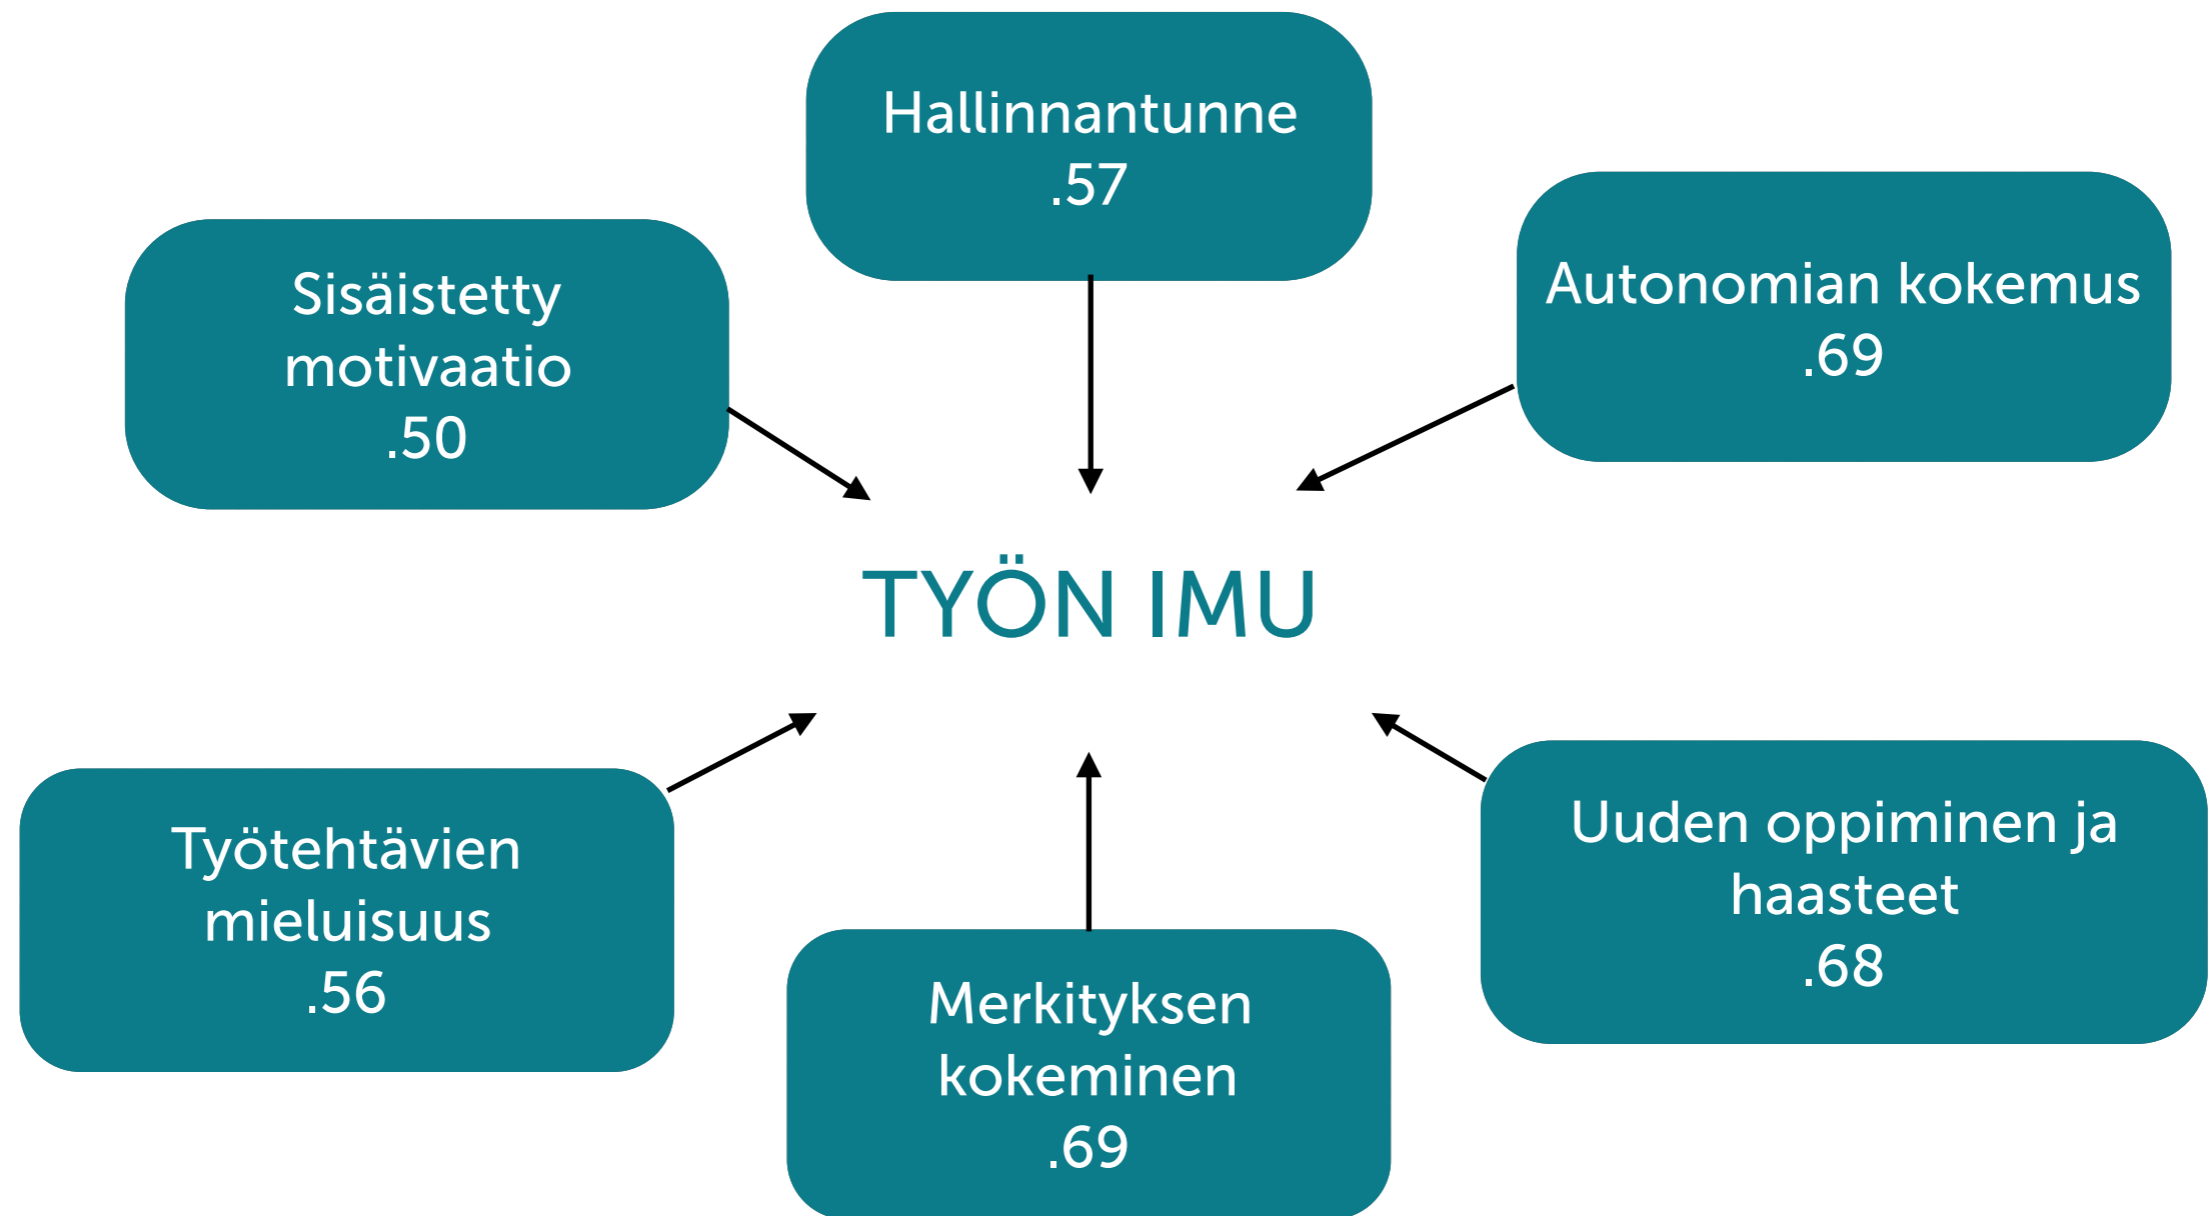 Hallinnantunne
.57
Sisäistetty
motivaatio
.50
Autonomian kokemus
.69
TYÖN IMU
Työtehtävien
mieluisuus
.56
Merkityksen
kokeminen
.69
Uuden oppiminen ja
haasteet
.68